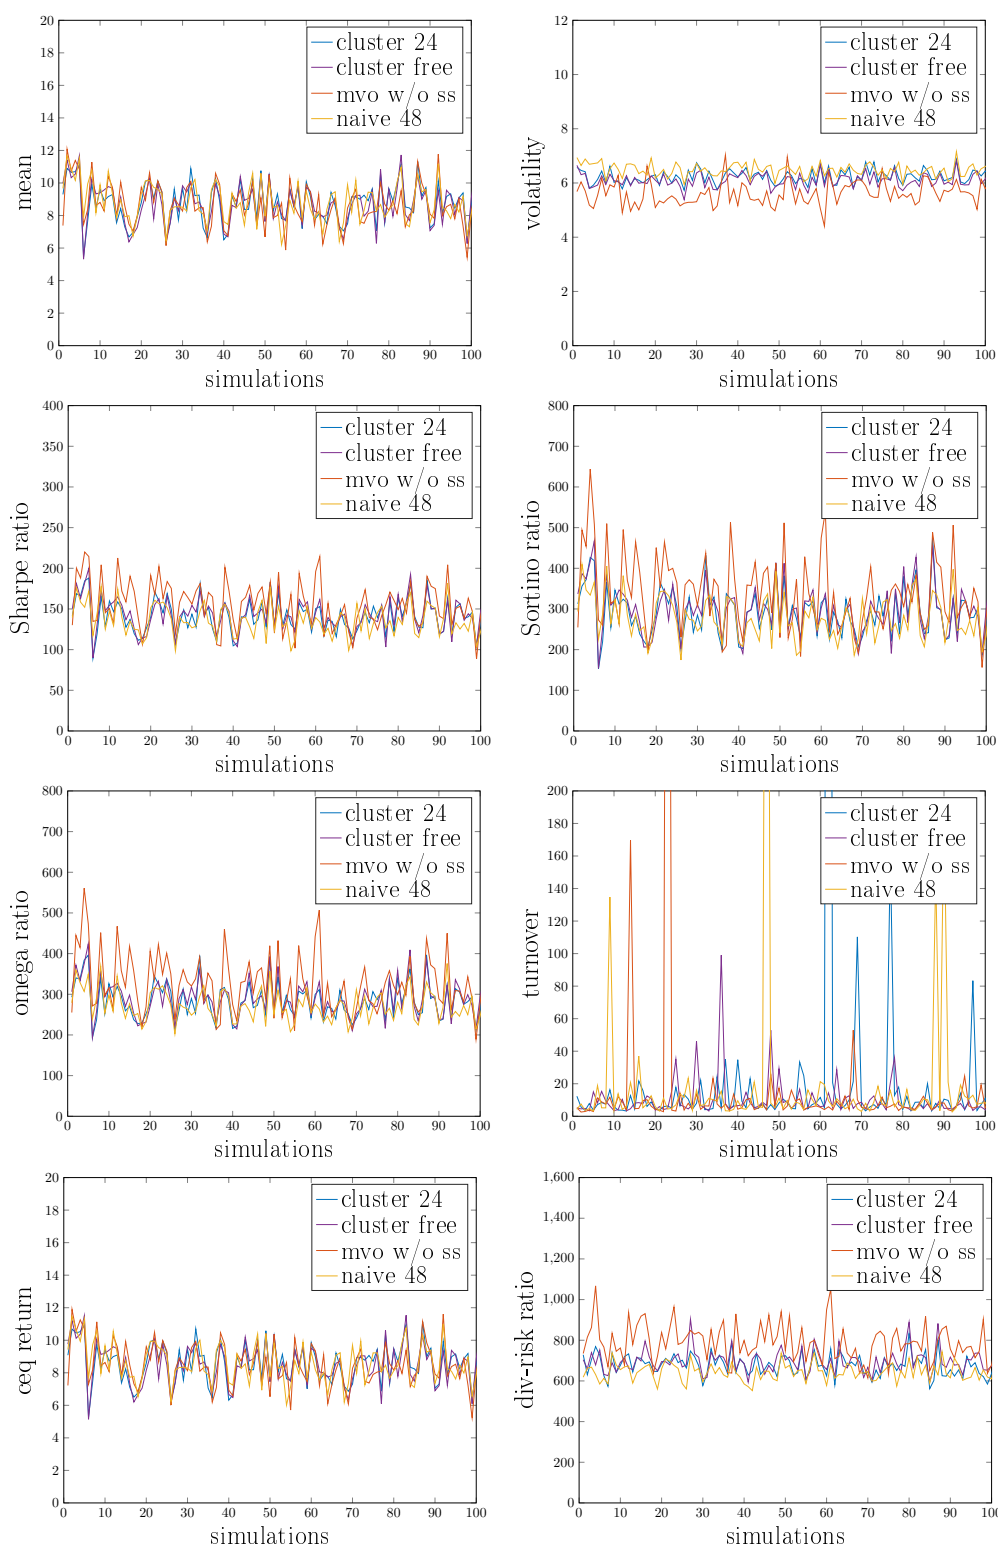 20
18
16
14
12
10
8
6
4
2
0
mean
cluster 24
cluster free
mvo w/o ss
naive 48
0 10 20 30 40 50 60 70 80 90 100
simulations
12
10
8
6
4
2
0
volatility
cluster 24
cluster free
mvo w/o ss
naive 48
0 10 20 30 40 50 60 70 80 90 100
simulations
400
350
300
250
200
150
100
50
0
Sharpe ratio
cluster 24
cluster free
mvo w/o ss
naive 48
0 10 20 30 40 50 60 70 80 90 100
simulations
800
700
600
500
400
300
200
100
0
Sortino ratio
cluster 24
cluster free
mvo w/o ss
naive 48
0 10 20 30 40 50 60 70 80 90 100
simulations
800
700
600
500
400
300
200
100
0
omega ratio
cluster 24
cluster free
mvo w/o ss
naive 48
0 10 20 30 40 50 60 70 80 90 100
simulations
200
180
160
140
120
100
80
60
40
20
0
turnover
cluster 24
cluster free
mvo w/o ss
naive 48
0 10 20 30 40 50 60 70 80 90 100
simulations
20
18
16
14
12
10
8
6
4
2
0
ceq return
cluster 24
cluster free
mvo w/o ss
naive 48
0 10 20 30 40 50 60 70 80 90 100
simulations
1,600
1,400
1,200
1,000
800
600
400
200
0
div-risk ratio
cluster 24
cluster free
mvo w/o ss
naive 48
0 10 20 30 40 50 60 70 80 90 100
simulations